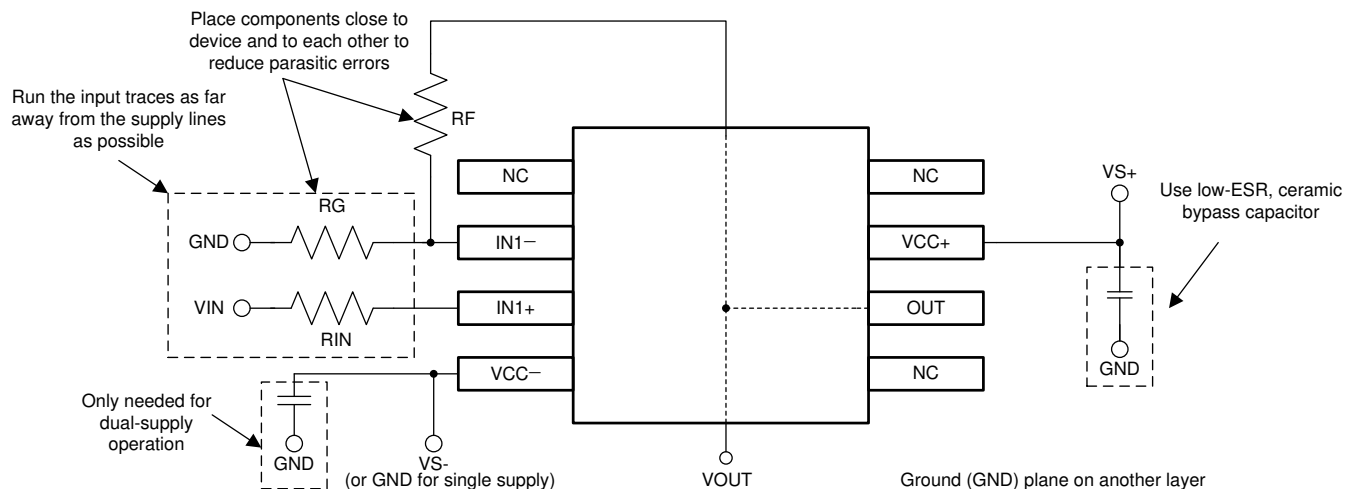 Place components close to
device and to each other to
reduce parasitic errors
Run the input traces as far
away from the supply lines
as possible
RF
NC
NC
VS+
Use low-ESR, ceramic
bypass capacitor
RG
GND
IN1−
VCC+
VIN
IN1+
OUT
RIN
VCC−
NC
GND
Only needed for
dual-supply
operation
GND
VS-
(or GND for single supply)
VOUT
Ground (GND) plane on another layer